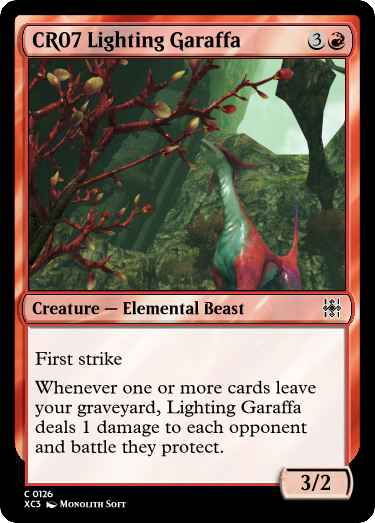 CR07 Lighting Garaffa 3
Creature — Elemental Beast
First strike
Whenever one or more cards leave
your graveyard, Lighting Garaffa
deals 1 damage to each opponent
and battle they protect.
3/2
C 0126
XC3 Monolith Soft